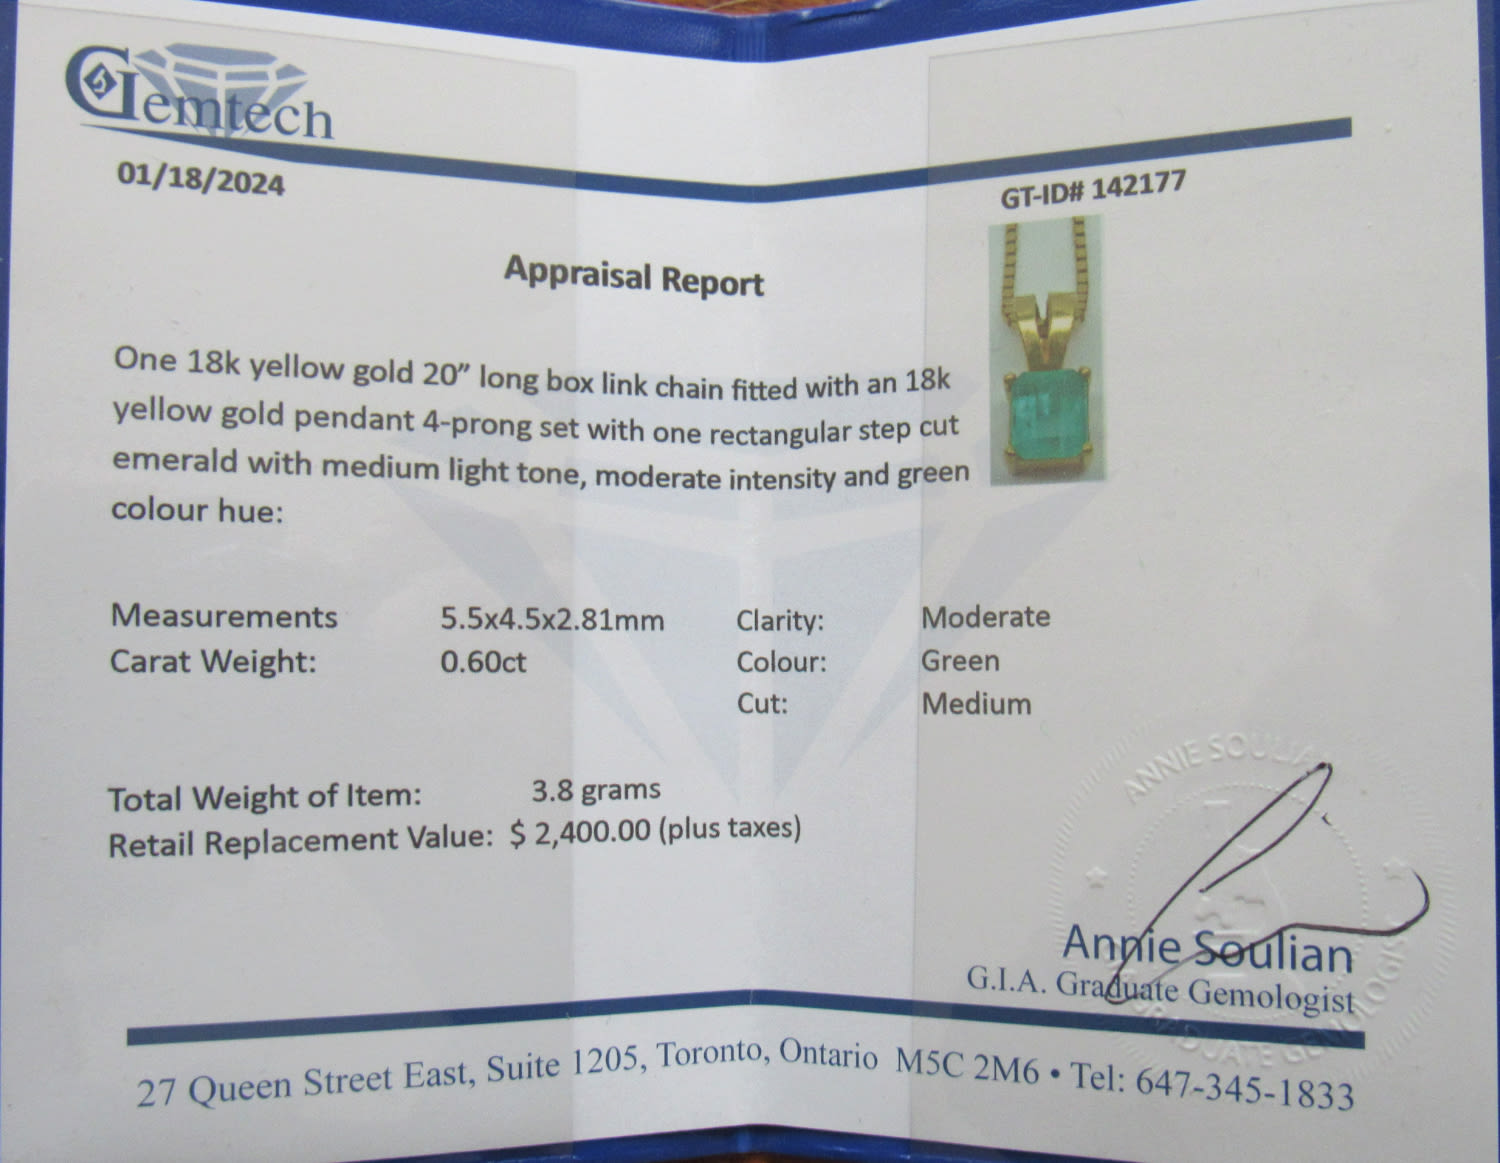 Gemtech
01/18/2024
GT-ID# 142177
Appraisal Report
One 18k yellow gold 20” long box link chain fitted with an 18k
yellow gold pendant 4-prong set with one rectangular step cut
emerald with medium light tone, moderate intensity and green
colour hue:
Measurements 5.5x4.5x2.81mm Clarity: Moderate
Carat Weight: 0.60ct Colour: Green
Cut: Medium
Total Weight of Item: 3.8 grams
Retail Replacement Value: $ 2,400.00 (plus taxes)
ANNIE SOULIAN
GRADUATE GEMOLOGIST
Annie Soulian
G.I.A. Graduate Gemologist
27 Queen Street East, Suite 1205, Toronto, Ontario M5C 2M6 • Tel: 647-345-1833